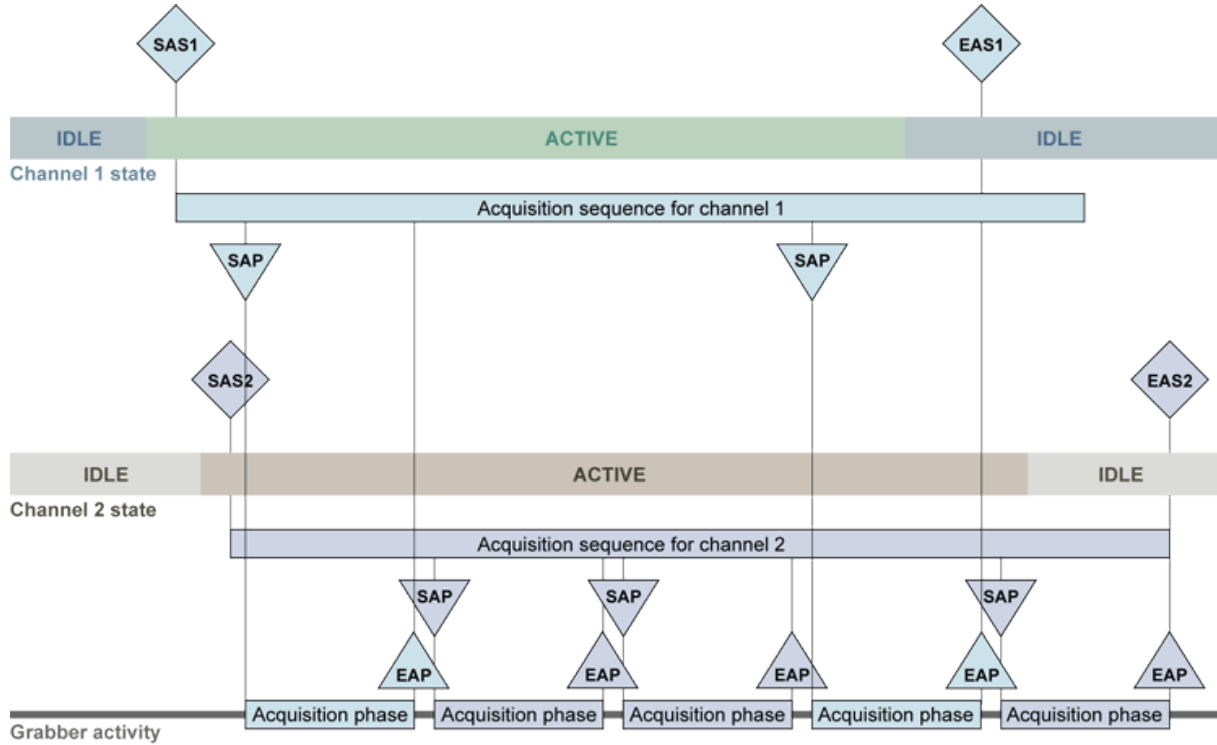 SAS1
EAS1
IDLE
ACTIVE
IDLE
Channel 1 state
Acquisition sequence for channel 1
SAP
SAP
SAS2
EAS2
IDLE
ACTIVE
IDLE
Channel 2 state
Acquisition sequence for channel 2
SAP
SAP
SAP
EAP
EAP
EAP
EAP
EAP
Acquisition phase
Acquisition phase
Acquisition phase
Acquisition phase
Acquisition phase
Grabber activity